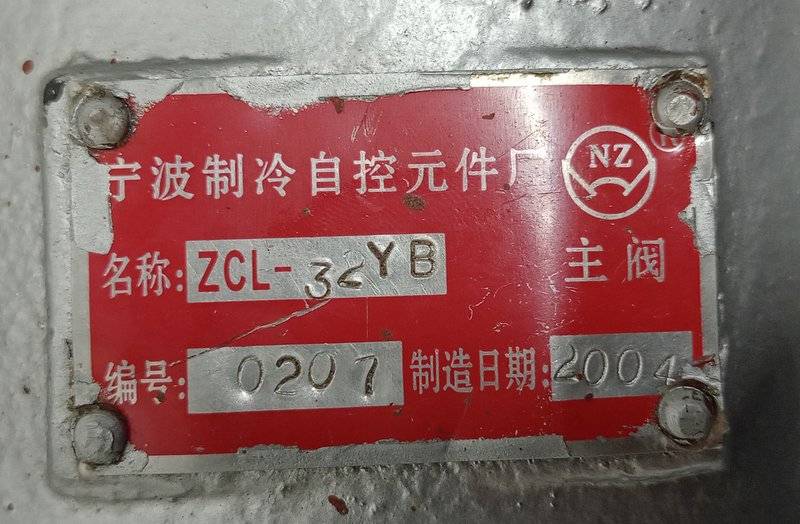 宁波制冷自控元件厂 NZ ®
名称: ZCL-32YB 主阀
编号: 0207 制造日期: 2004